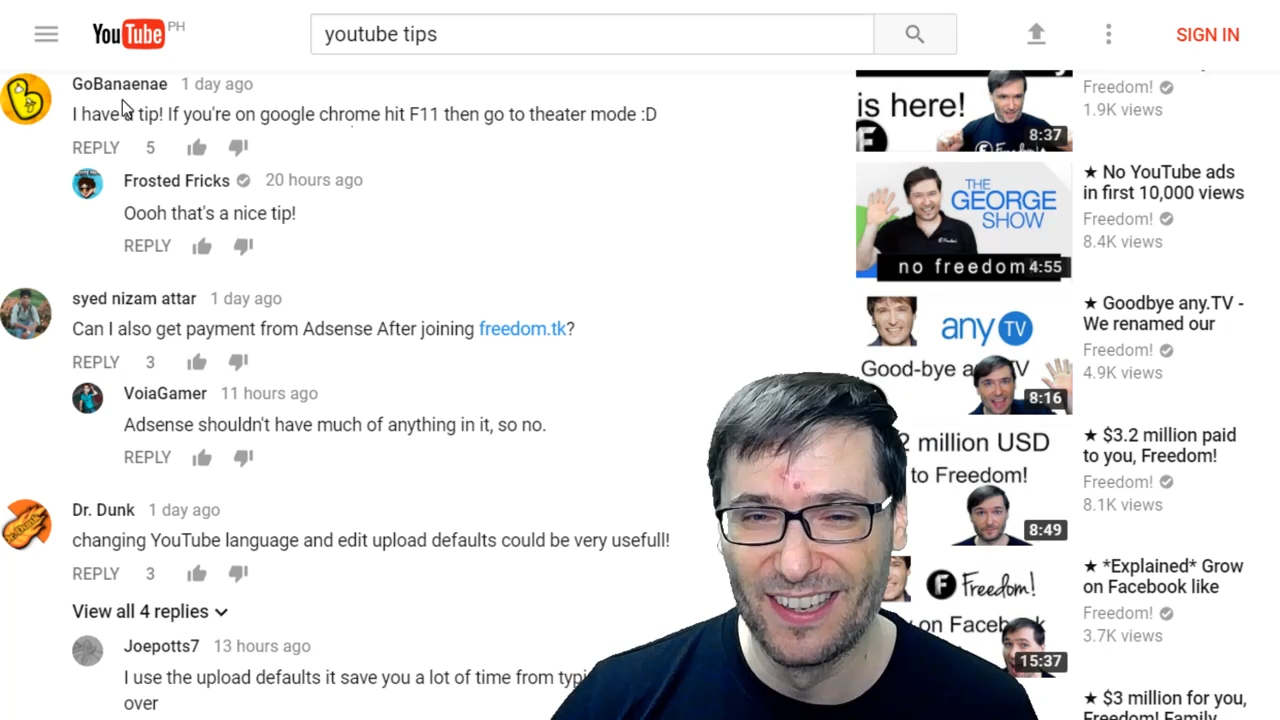 YouTube PH
youtube tips
SIGN IN
GoBanaenae 1 day ago
I have a tip! If you're on google chrome hit F11 then go to theater mode :D
REPLY 5
Frosted Fricks 20 hours ago
Oooh that's a nice tip!
REPLY
syed nizam attar 1 day ago
Can I also get payment from Adsense After joining freedom.tk?
REPLY 3
VoiaGamer 11 hours ago
Adsense shouldn't have much of anything in it, so no.
REPLY
Dr. Dunk 1 day ago
changing YouTube language and edit upload defaults could be very usefull!
REPLY 3
View all 4 replies
Joepotts7 13 hours ago
I use the upload defaults it save you a lot of time from
over
is here!
8:37
Freedom!
1.9K views
THE
GEORGE
SHOW
no freedom
4:55
★ No YouTube ads
in first 10,000 views
Freedom!
8.4K views
any TV
Good-bye
8:16
★ Goodbye any.TV -
We renamed our
Freedom!
4.9K views
2 million USD
to Freedom!
8:49
★ $3.2 million paid
to you, Freedom!
Freedom!
8.1K views
F Freedom!
on Facebook
15:37
★ *Explained* Grow
on Facebook like
Freedom!
3.7K views
★ $3 million for you,
Freedom! Family